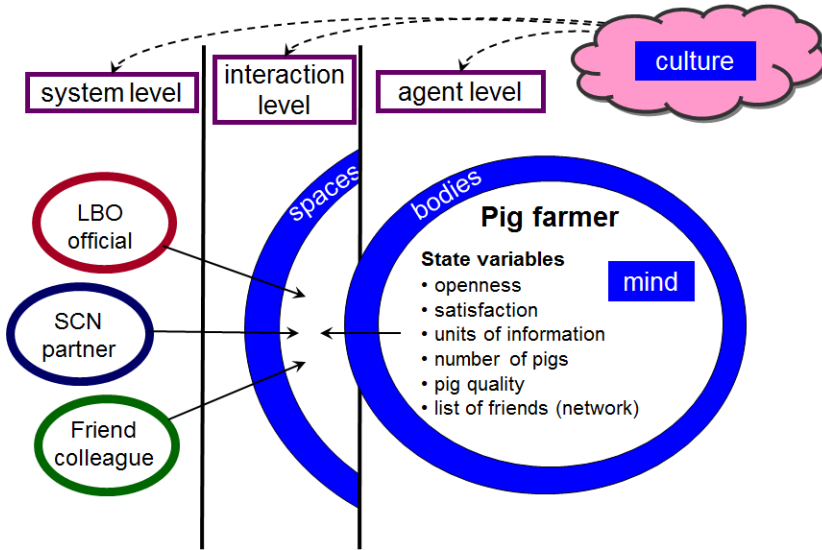 culture
system level
interaction
level
agent level
LBO
official
SCN
partner
Friend
colleague
spaces
bodies
Pig farmer
State variables
• openness
• satisfaction
• units of information
• number of pigs
• pig quality
• list of friends (network)
mind